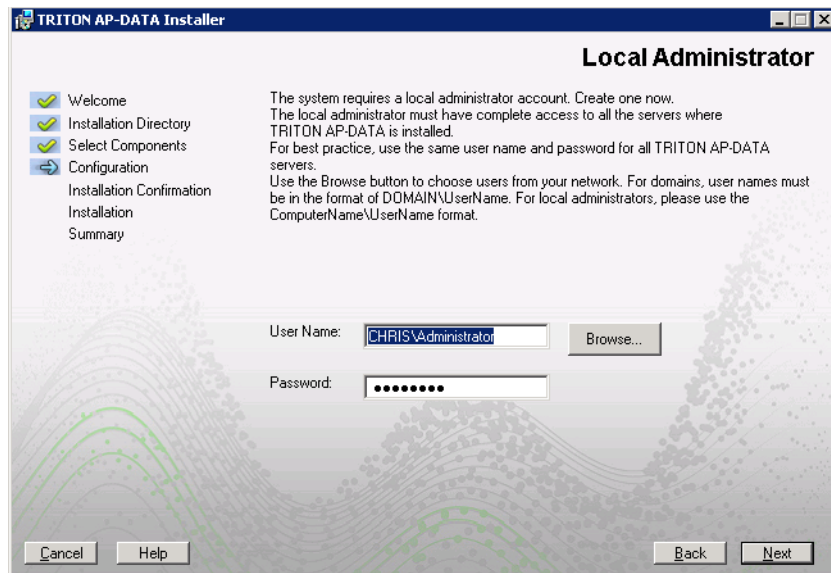 TRITON AP-DATA Installer
Local Administrator
Welcome
Installation Directory
Select Components
Configuration
Installation Confirmation
Installation
Summary
The system requires a local administrator account. Create one now.
The local administrator must have complete access to all the servers where
TRITON AP-DATA is installed.
For best practice, use the same user name and password for all TRITON AP-DATA
servers.
Use the Browse button to choose users from your network. For domains, user names must
be in the format of DOMAIN\UserName. For local administrators, please use the
ComputerName\UserName format.
User Name:
CHRIS\Administrator
Browse...
Password:
●●●●●●●●
Cancel
Help
Back
Next